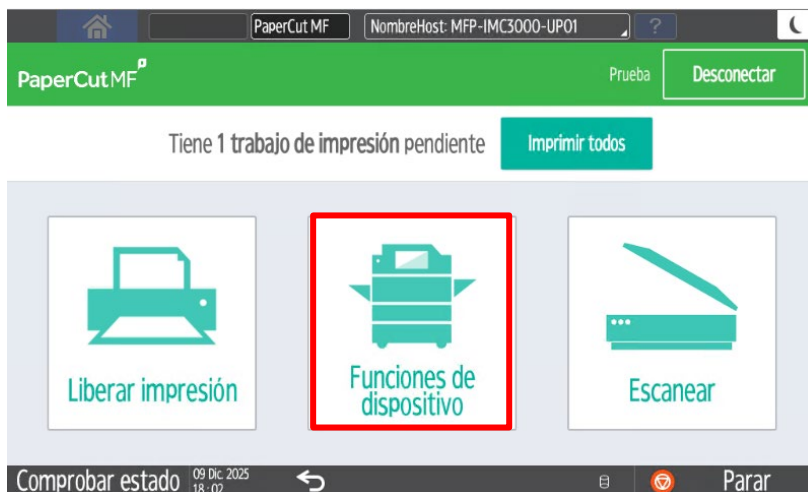 PaperCut MF
NombreHost: MFP-IMC3000-UP01
?
PaperCut MF
Prueba
Desconectar
Tiene 1 trabajo de impresión pendiente
Imprimir todos
Liberar impresión
Funciones de
dispositivo
Escanear
Comprobar estado
09 Dic. 2025
18:02
Parar